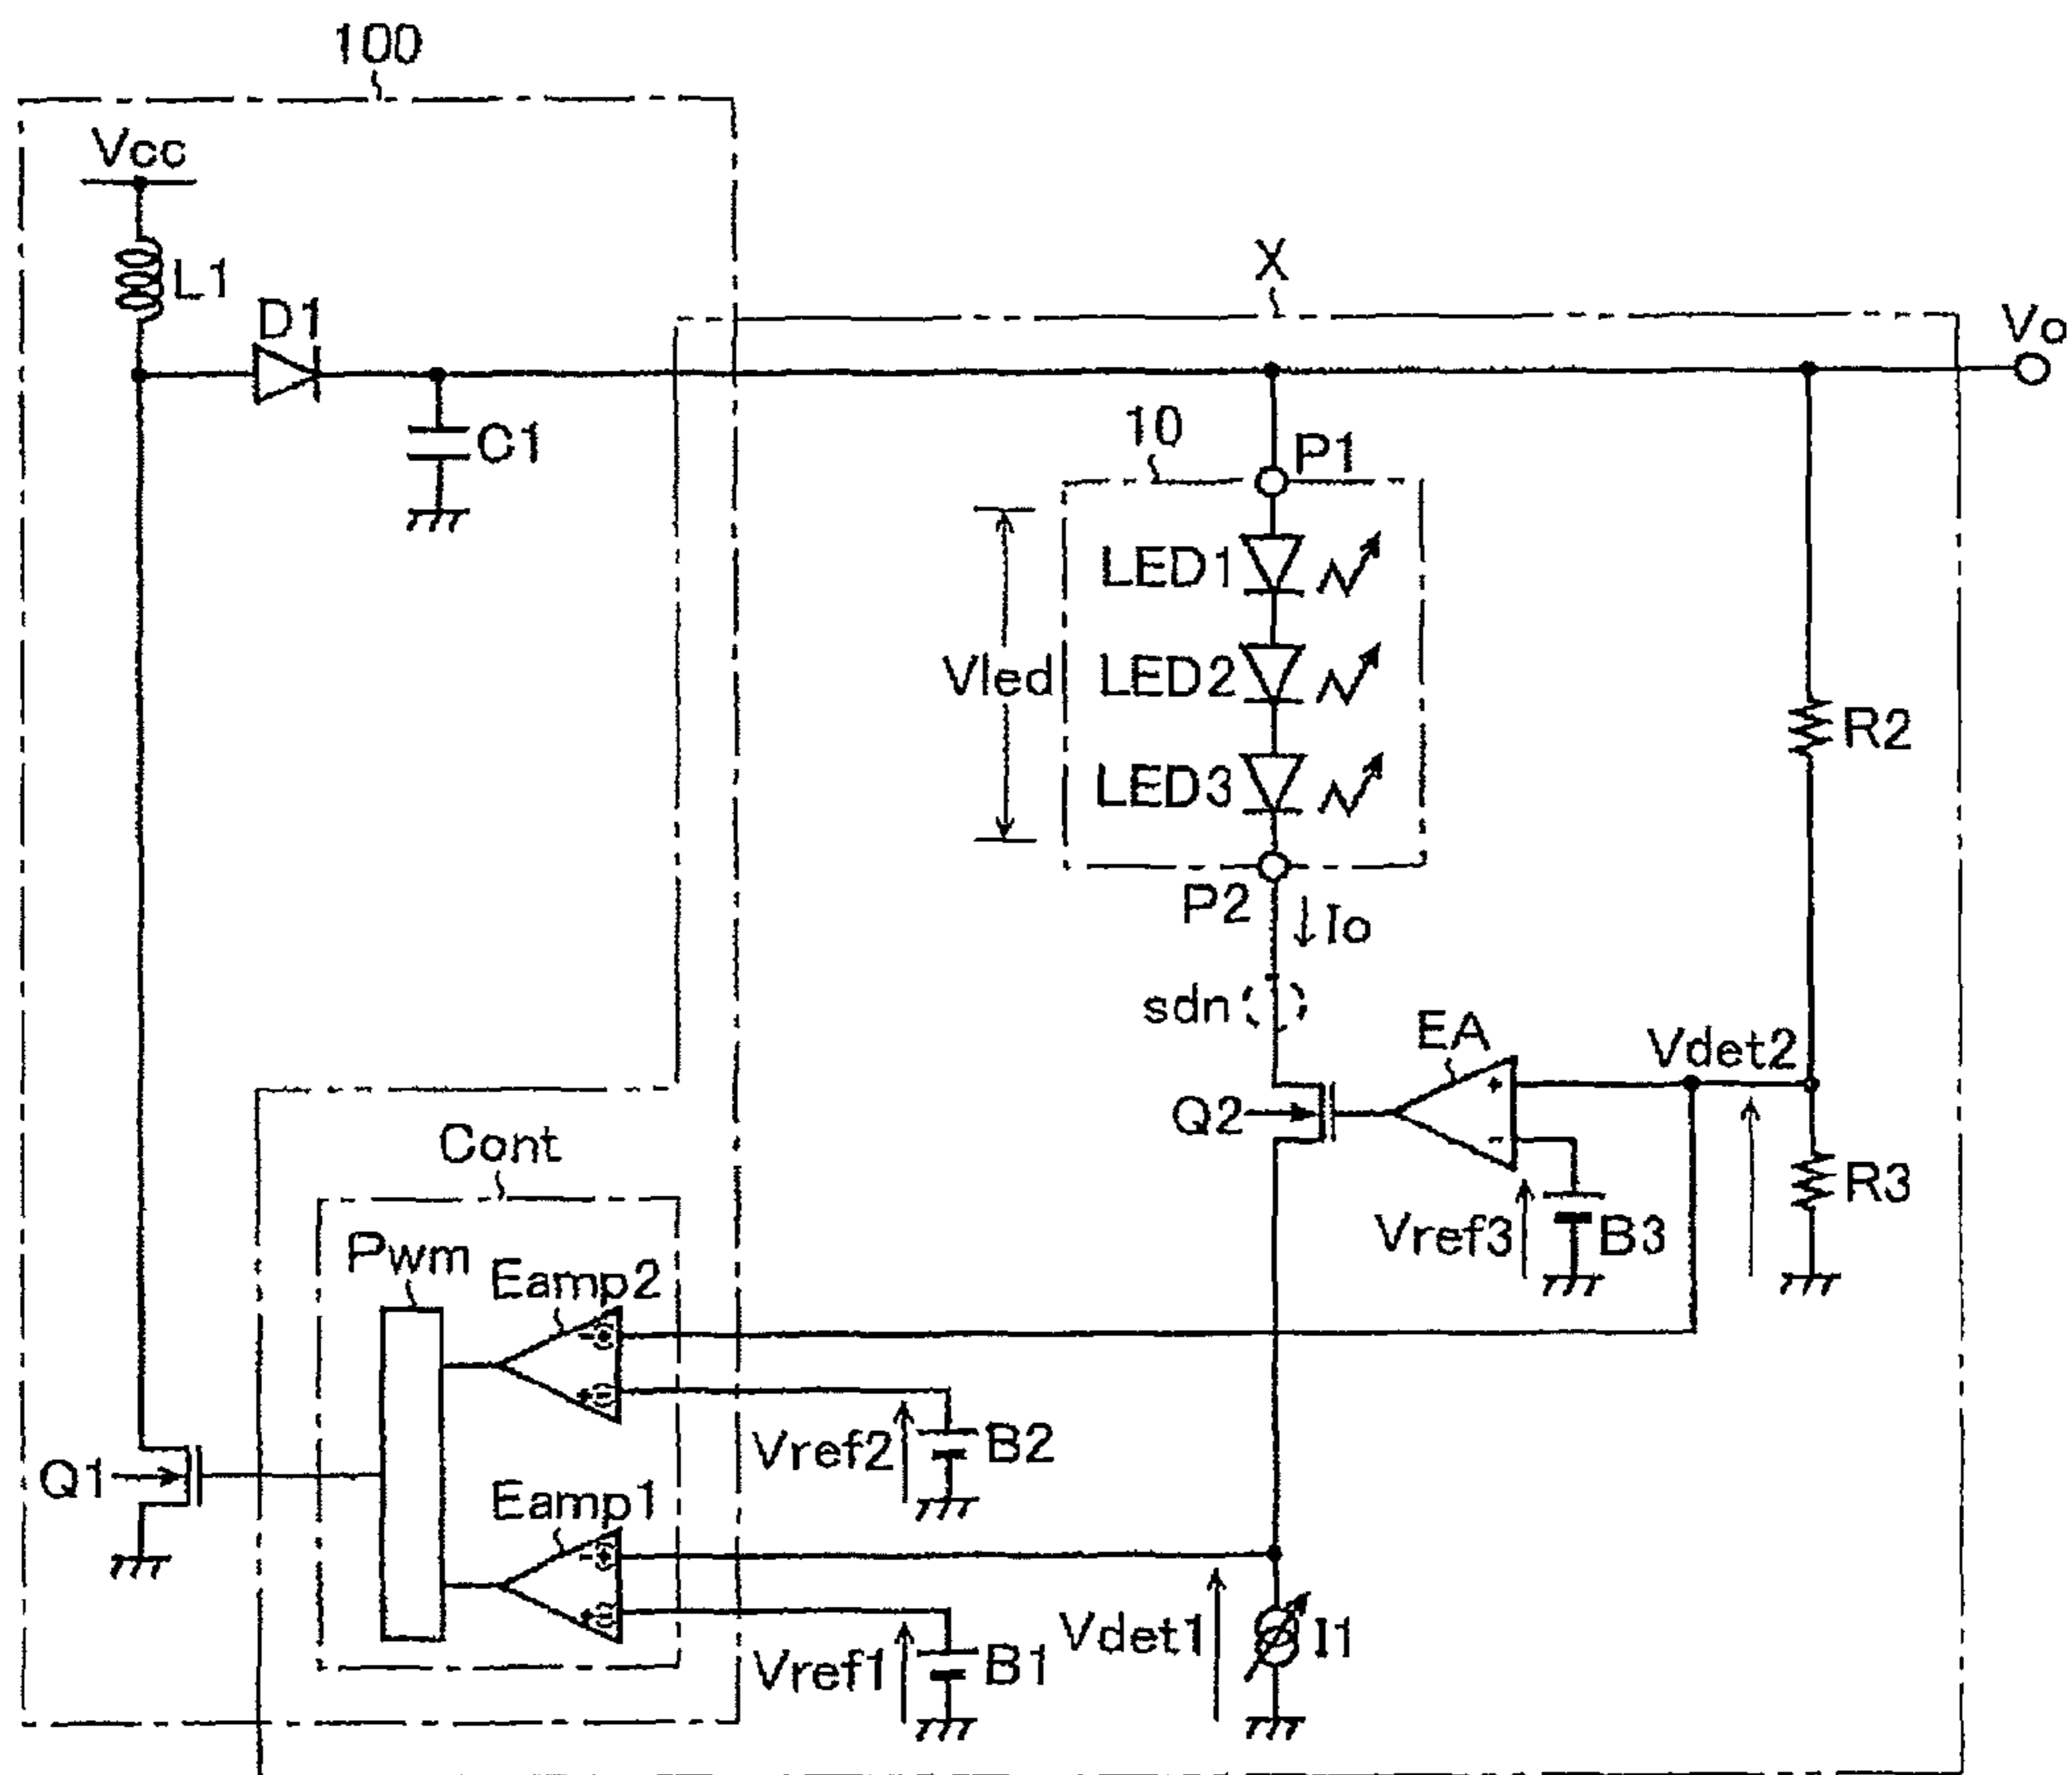 100
Vcc
L1
D1
C1
X
Vo
10
P1
LED1
Vled
LED2
LED3
R2
P2
Io
sdn
EA
Vdet2
+
-
Q2
R3
Vref3
B3
Cont
Pwm
Eamp2
-(+)
+(-)
Vref2
B2
Q1
Eamp1
-(+)
+(-)
Vref1
B1
Vdet1
I1